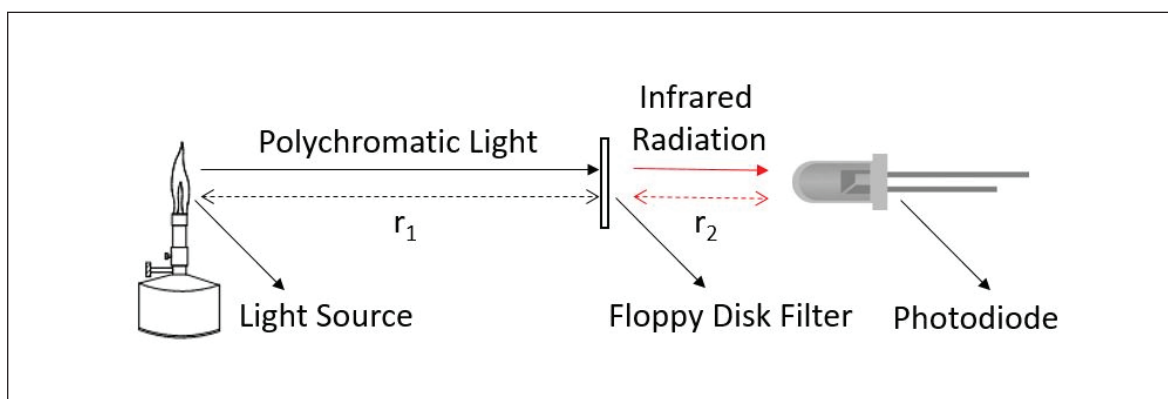 Infrared
Radiation
Polychromatic Light
r₁
r₂
Light Source
Floppy Disk Filter
Photodiode